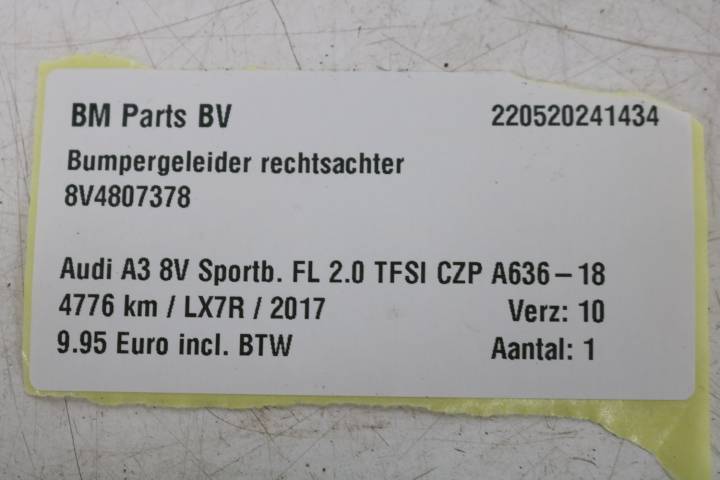 BM Parts BV 220520241434
Bumpergeleider rechtsachter
8V4807378
Audi A3 8V Sportb. FL 2.0 TFSI CZP A636-18
4776 km / LX7R / 2017 Verz: 10
9.95 Euro incl. BTW Aantal: 1